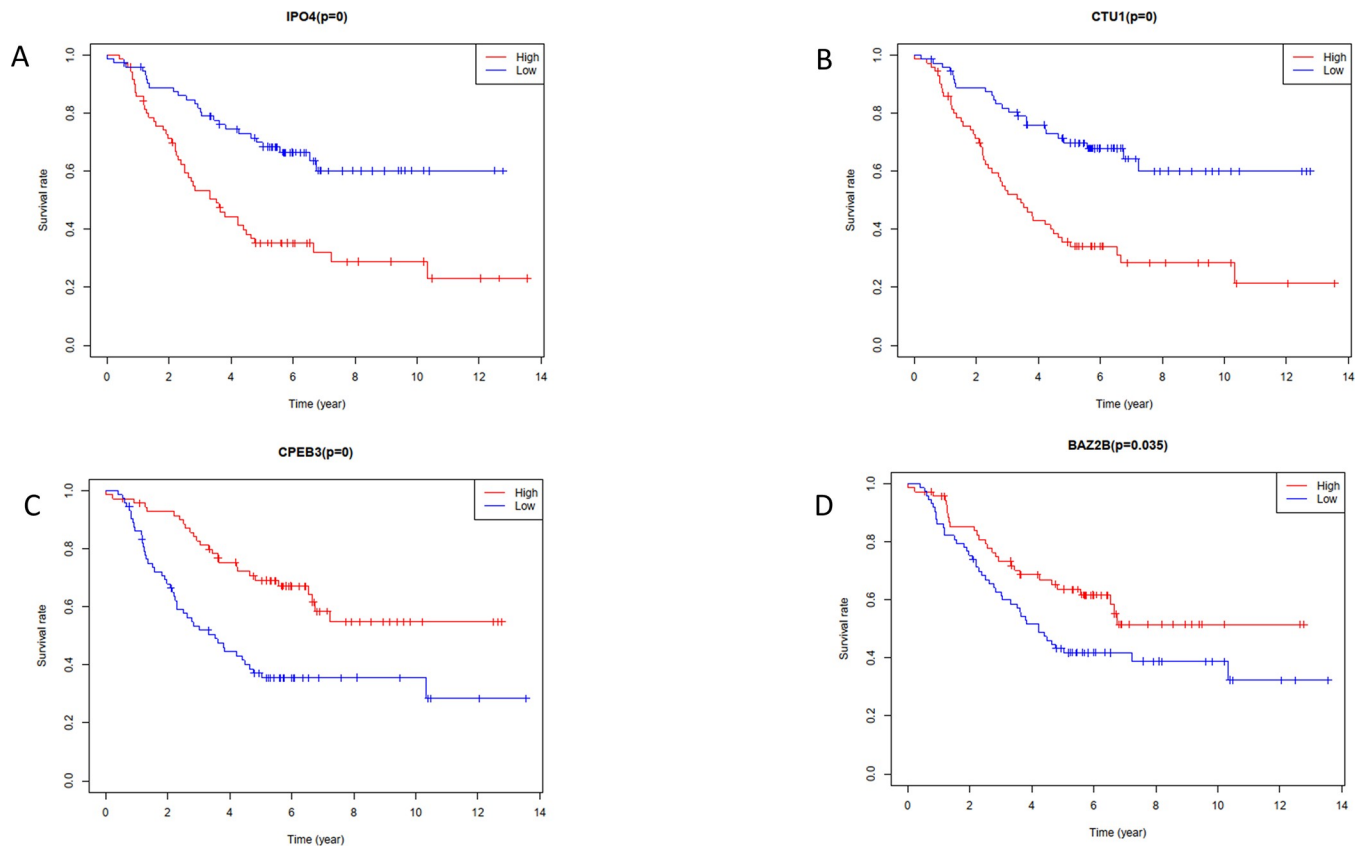 A
IPO4(p=0)
High
Low
Survival rate
1.0
0.8
0.6
0.4
0.2
0.0
0 2 4 6 8 10 12 14
Time (year)
B
CTU1(p=0)
High
Low
Survival rate
1.0
0.8
0.6
0.4
0.2
0.0
0 2 4 6 8 10 12 14
Time (year)
C
CPEB3(p=0)
High
Low
Survival rate
1.0
0.8
0.6
0.4
0.2
0.0
0 2 4 6 8 10 12 14
Time (year)
D
BAZ2B(p=0.035)
High
Low
Survival rate
1.0
0.8
0.6
0.4
0.2
0.0
0 2 4 6 8 10 12 14
Time (year)